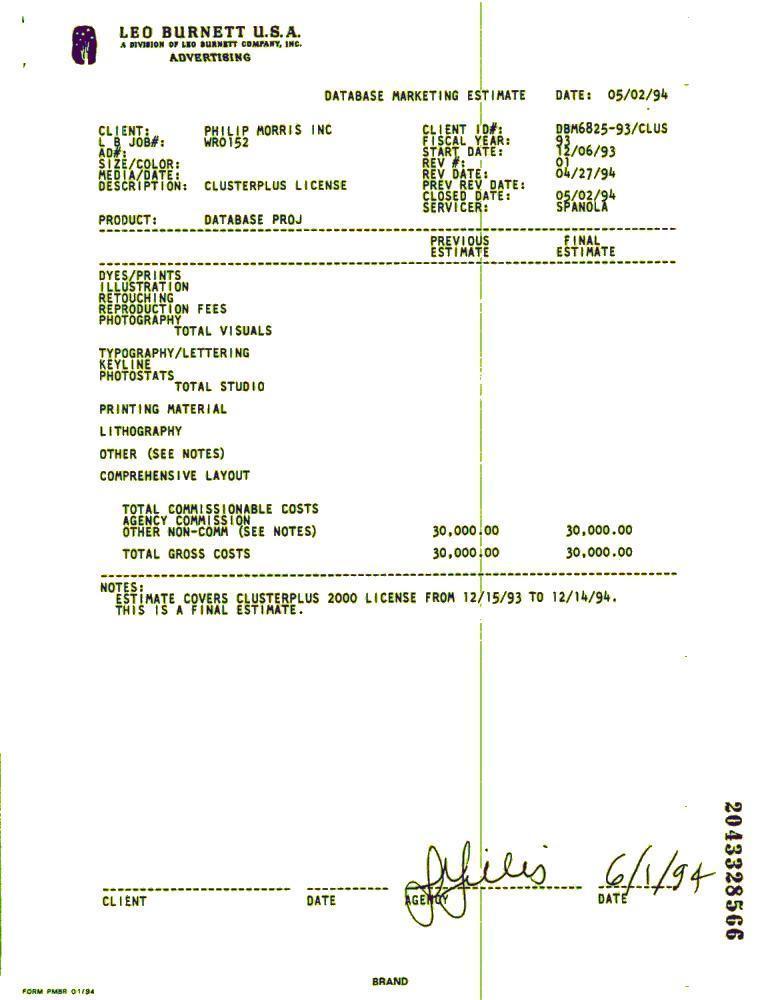 LEO BURNETT U.S.A.
A DIVISION OF LEO BURNETT COMPANY, INC.
ADVERTISING
DATABASE MARKETING ESTIMATE DATE: 05/02/94
CLIENT: PHILIP MORRIS INC CLIENT ID#: DBM6825-93/CLUS
L B JOB#: WRO152 FISCAL YEAR: 93
AD#: START DATE: 12/06/93
SIZE/COLOR: REV #: 01
MEDIA/DATE: REV DATE: 04/27/94
DESCRIPTION: CLUSTERPLUS LICENSE PREV REV DATE:
CLOSED DATE: 05/02/94
SERVICER: SPANOLA
PRODUCT: DATABASE PROJ
PREVIOUS FINAL
ESTIMATE ESTIMATE
DYES/PRINTS
ILLUSTRATION
RETOUCHING
REPRODUCTION FEES
PHOTOGRAPHY
TOTAL VISUALS
TYPOGRAPHY/LETTERING
KEYLINE
PHOTOSTATS
TOTAL STUDIO
PRINTING MATERIAL
LITHOGRAPHY
OTHER (SEE NOTES)
COMPREHENSIVE LAYOUT
TOTAL COMMISSIONABLE COSTS
AGENCY COMMISSION
OTHER NON-COMM (SEE NOTES) 30,000.00 30,000.00
TOTAL GROSS COSTS 30,000.00 30,000.00
NOTES:
ESTIMATE COVERS CLUSTERPLUS 2000 LICENSE FROM 12/15/93 TO 12/14/94.
THIS IS A FINAL ESTIMATE.
6/1/94
CLIENT DATE AGENCY DATE
2043328566
BRAND
FORM PMBR 01/94